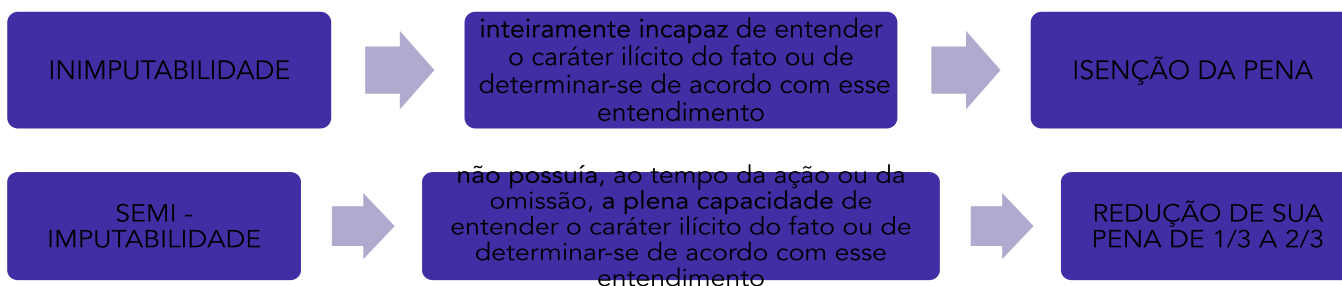 INIMPUTABILIDADE
inteiramente incapaz de entender
o caráter ilícito do fato ou de
determinar-se de acordo com esse
entendimento
ISENÇÃO DA PENA
SEMI -
IMPUTABILIDADE
não possuía, ao tempo da ação ou da
omissão, a plena capacidade de
entender o caráter ilícito do fato ou de
determinar-se de acordo com esse
entendimento
REDUÇÃO DE SUA
PENA DE 1/3 A 2/3